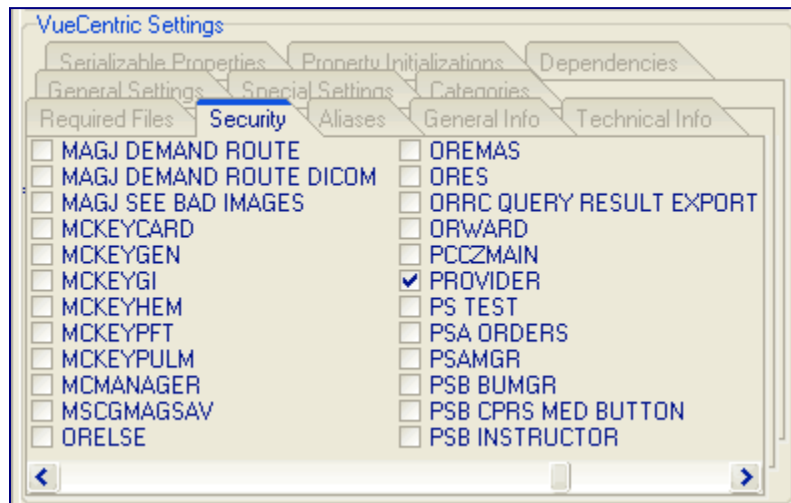 VueCentric Settings
Serializable Properties Property Initializations Dependencies
General Settings Special Settings Categories
Required Files Security Aliases General Info Technical Info
MAGJ DEMAND ROUTE
MAGJ DEMAND ROUTE DICOM
MAGJ SEE BAD IMAGES
MCKEYCARD
MCKEYGEN
MCKEYGI
MCKEYHEM
MCKEYPFT
MCKEYPULM
MCMANAGER
MSCGMAGSAV
ORELSE
OREMAS
ORES
ORRC QUERY RESULT EXPORT
ORWARD
PCCZMAIN
PROVIDER
PS TEST
PSA ORDERS
PSAMGR
PSB BUMGR
PSB CPRS MED BUTTON
PSB INSTRUCTOR